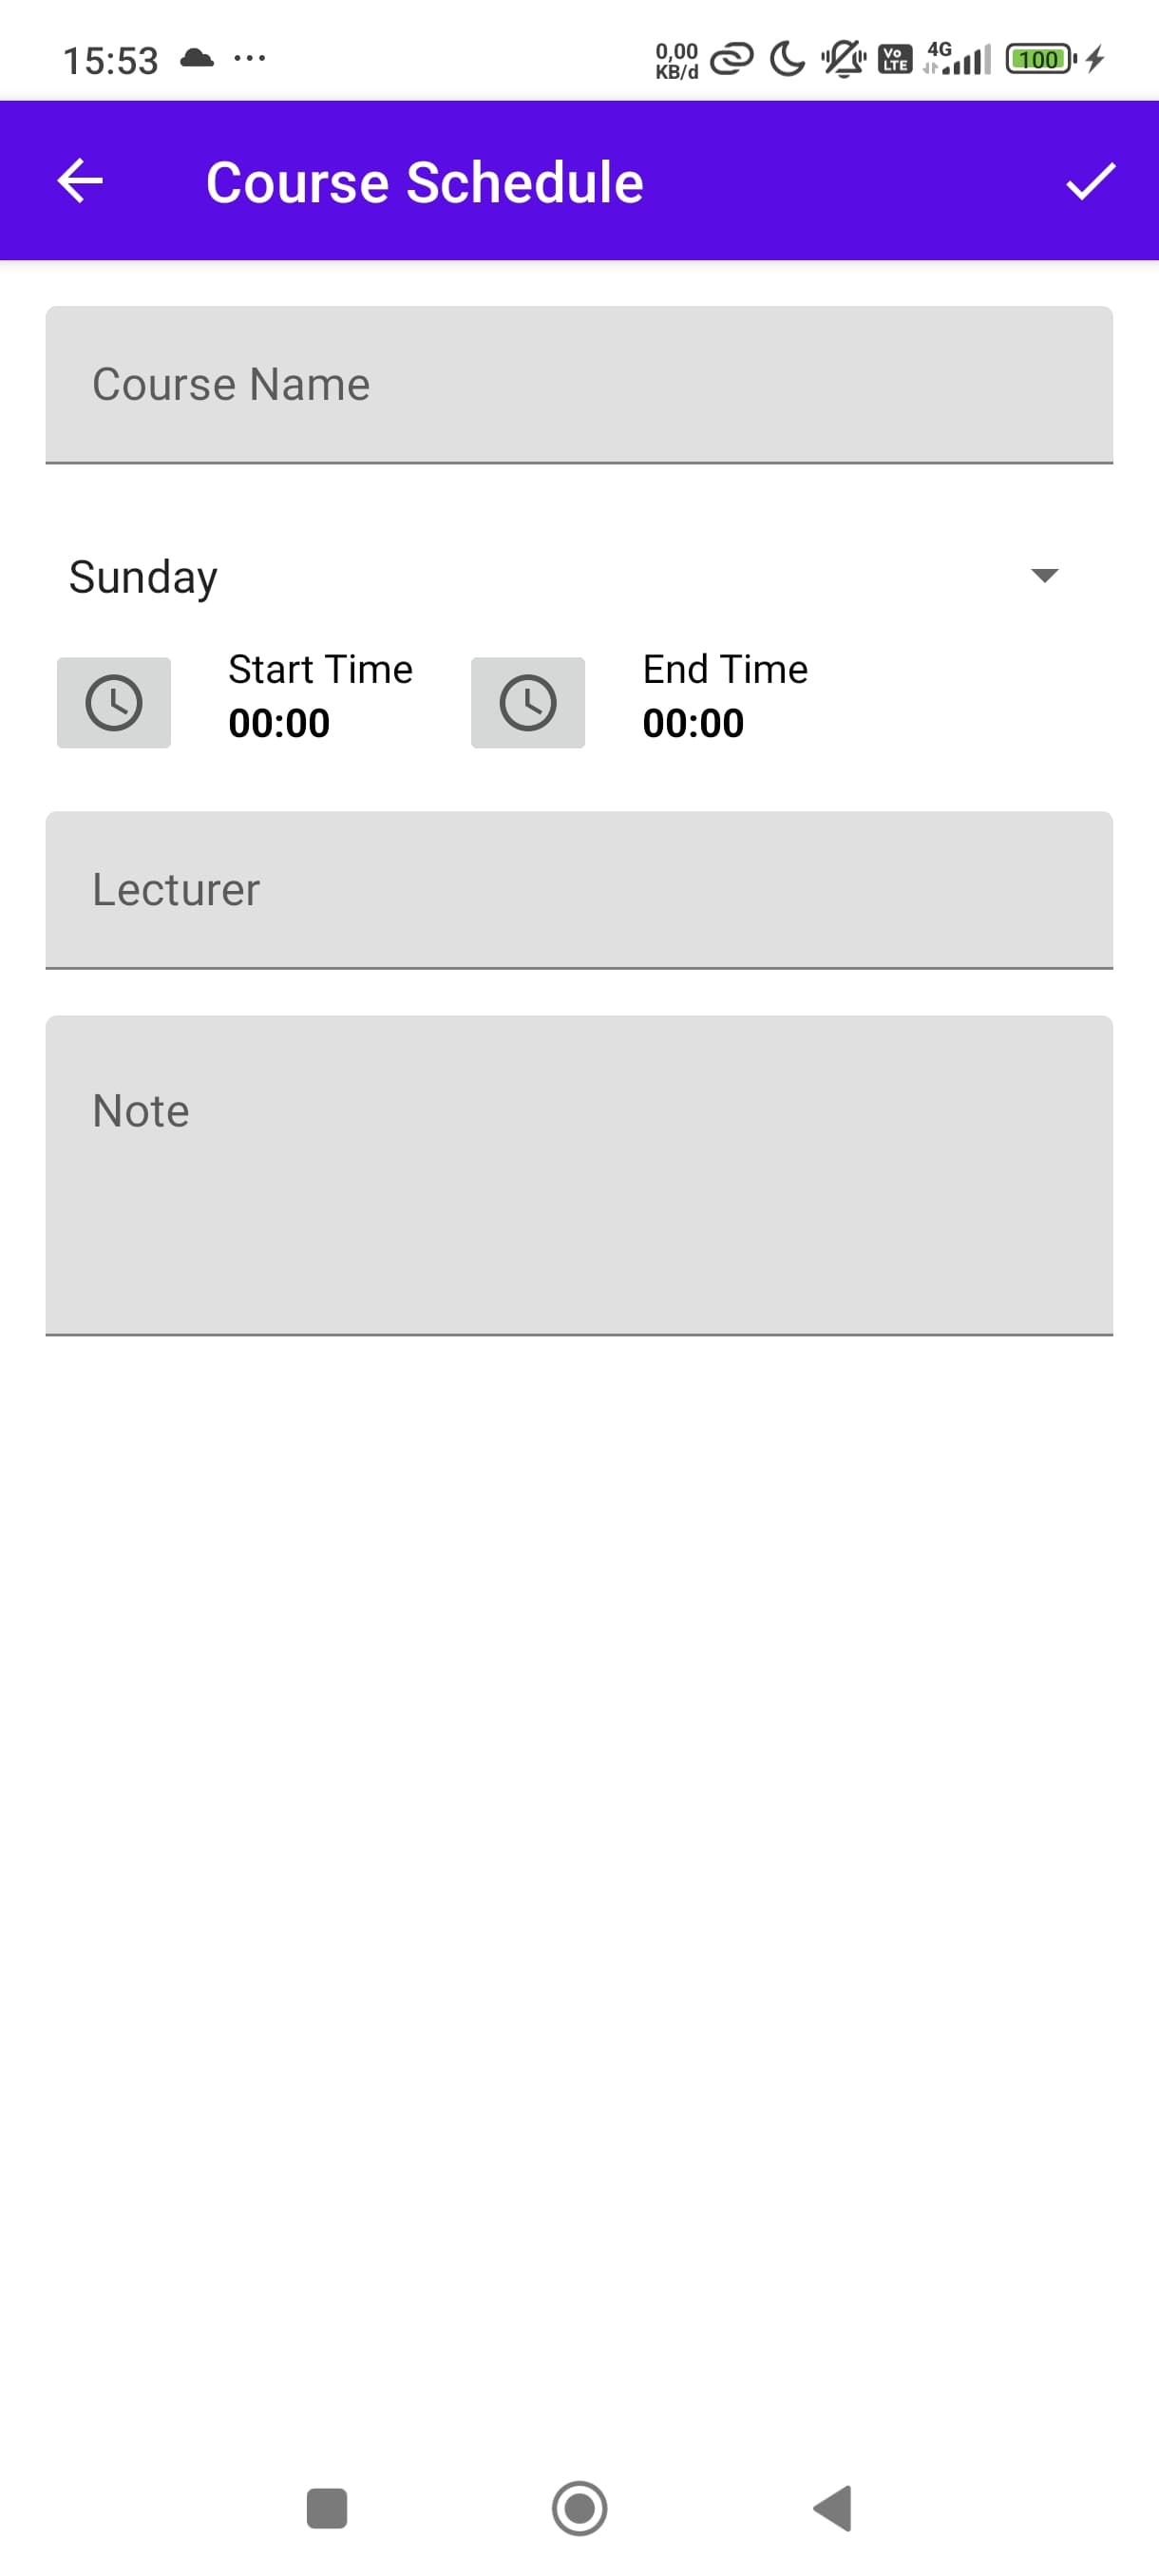 15:53 ...
0,00
KB/d
Vo
LTE
4G
100
Course Schedule
Course Name
Sunday
Start Time
00:00
End Time
00:00
Lecturer
Note